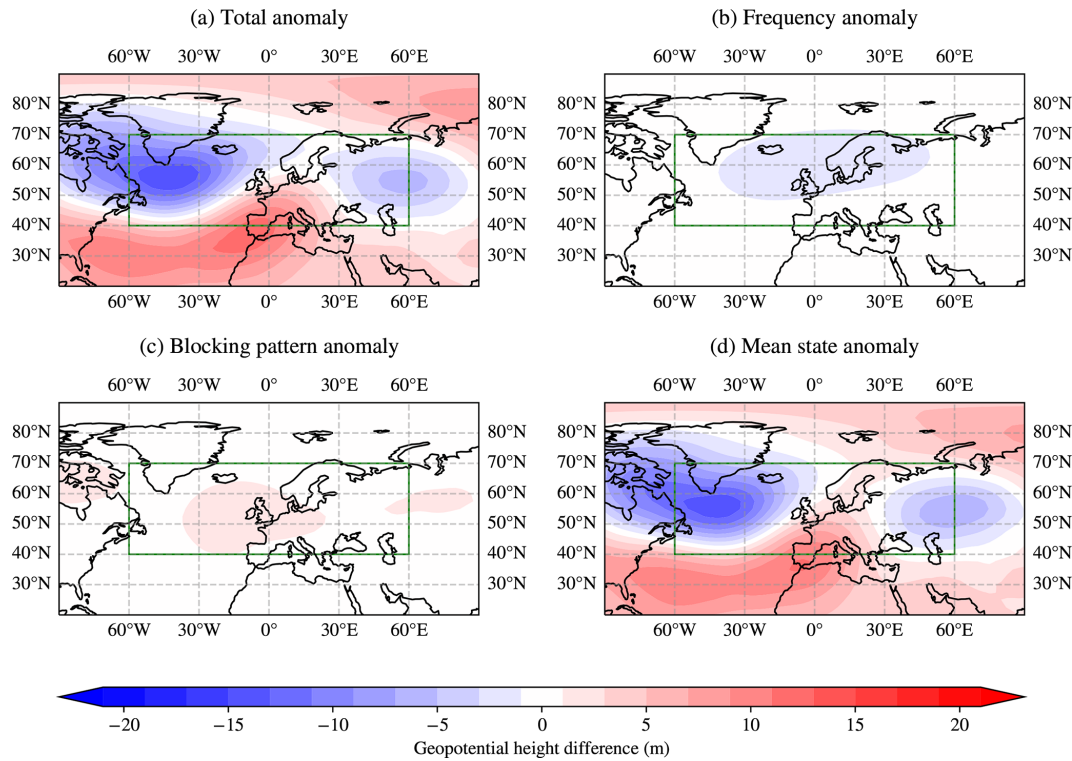 (a) Total anomaly
(b) Frequency anomaly
60°W 30°W 0° 30°E 60°E
60°W 30°W 0° 30°E 60°E
80°N 80°N 80°N 80°N
70°N 70°N 70°N 70°N
60°N 60°N 60°N 60°N
50°N 50°N 50°N 50°N
40°N 40°N 40°N 40°N
30°N 30°N 30°N 30°N
60°W 30°W 0° 30°E 60°E
60°W 30°W 0° 30°E 60°E
(c) Blocking pattern anomaly
(d) Mean state anomaly
60°W 30°W 0° 30°E 60°E
60°W 30°W 0° 30°E 60°E
80°N 80°N 80°N 80°N
70°N 70°N 70°N 70°N
60°N 60°N 60°N 60°N
50°N 50°N 50°N 50°N
40°N 40°N 40°N 40°N
30°N 30°N 30°N 30°N
60°W 30°W 0° 30°E 60°E
60°W 30°W 0° 30°E 60°E
−20 −15 −10 −5 0 5 10 15 20
Geopotential height difference (m)